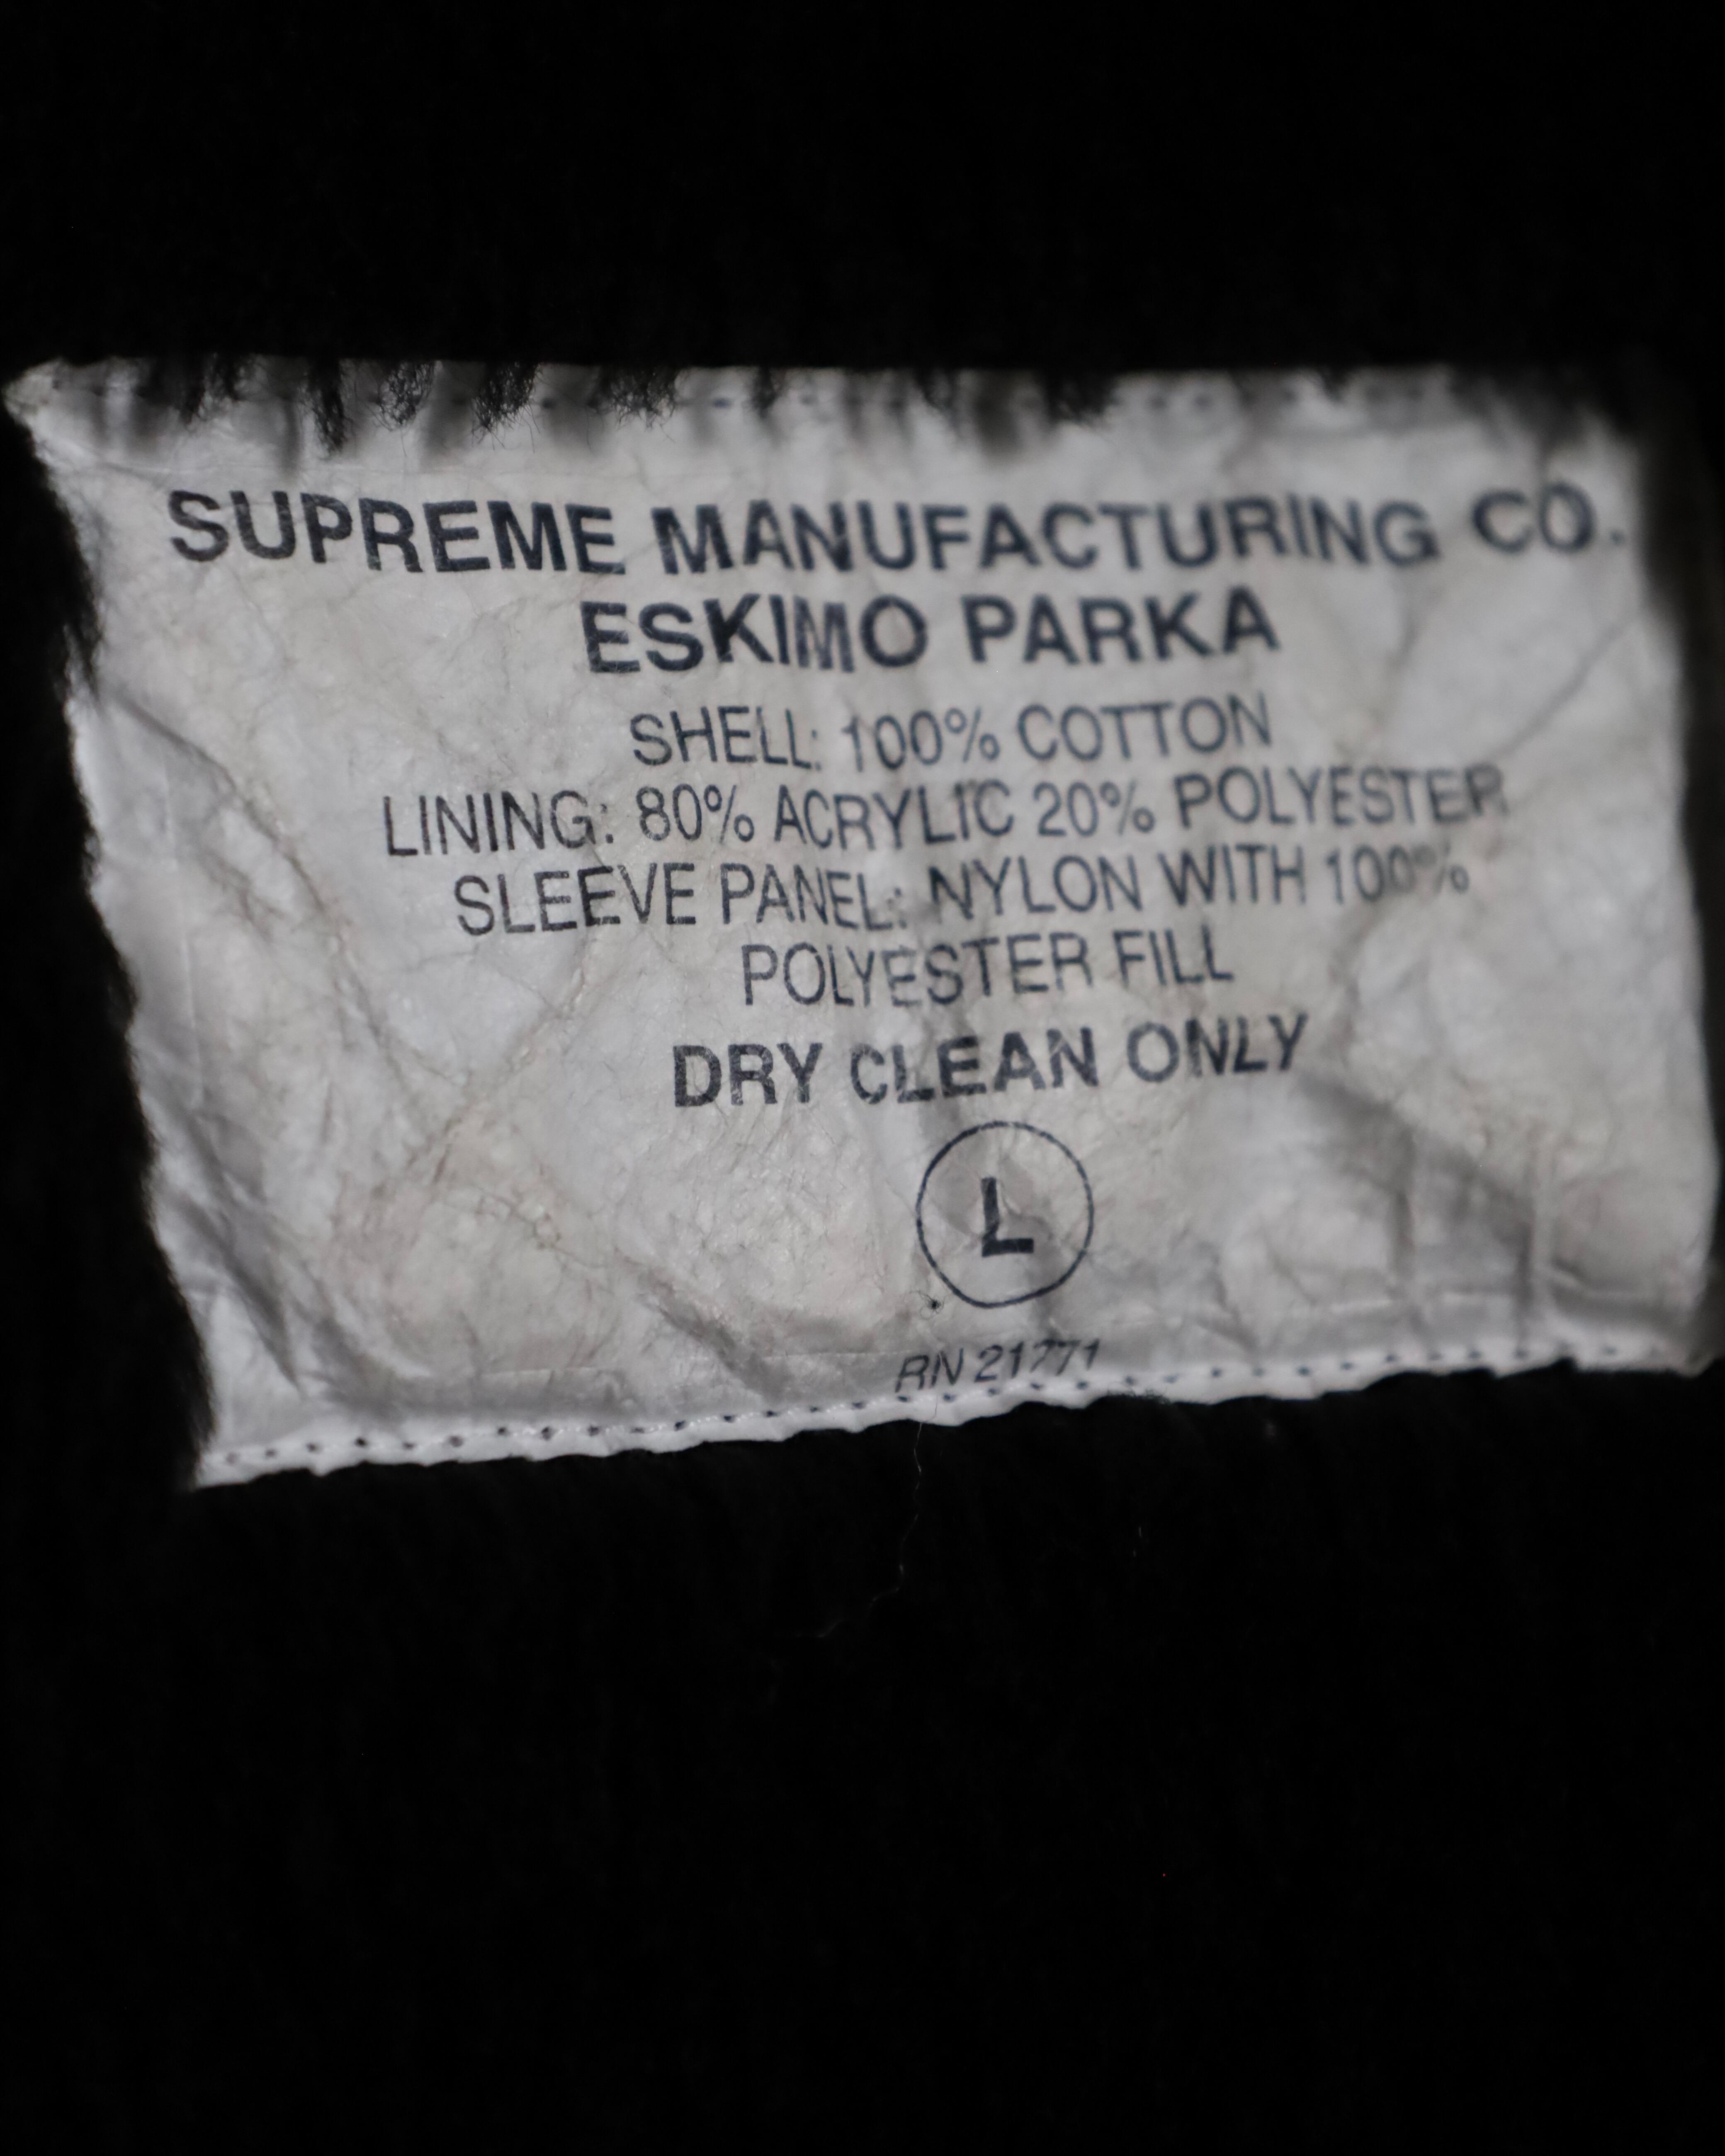 SUPREME MANUFACTURING CO.
ESKIMO PARKA
SHELL: 100% COTTON
LINING: 80% ACRYLIC 20% POLYESTER
SLEEVE PANEL: NYLON WITH 100%
POLYESTER FILL
DRY CLEAN ONLY
L
RN 21771